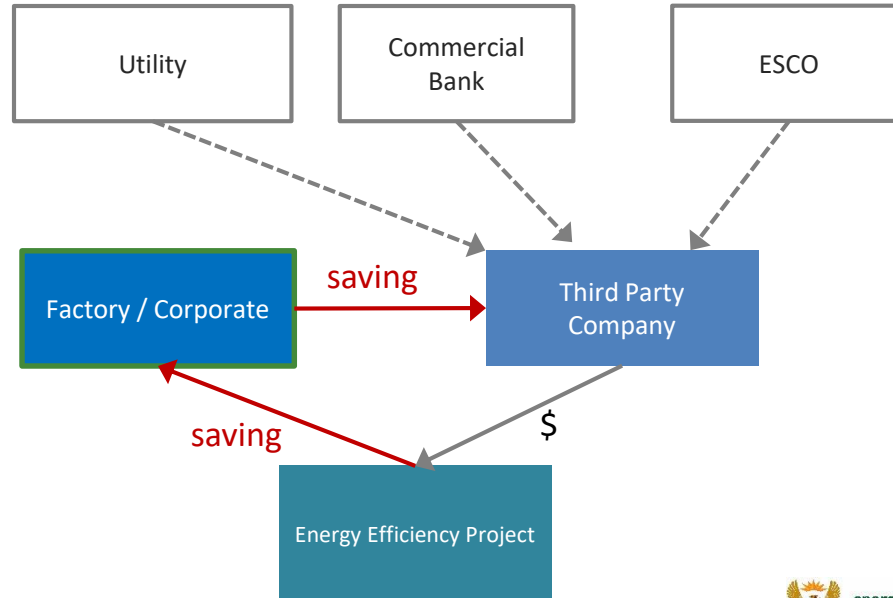 Utility
Commercial
Bank
ESCO
Factory / Corporate
saving
Third Party
Company
saving
$
Energy Efficiency Project